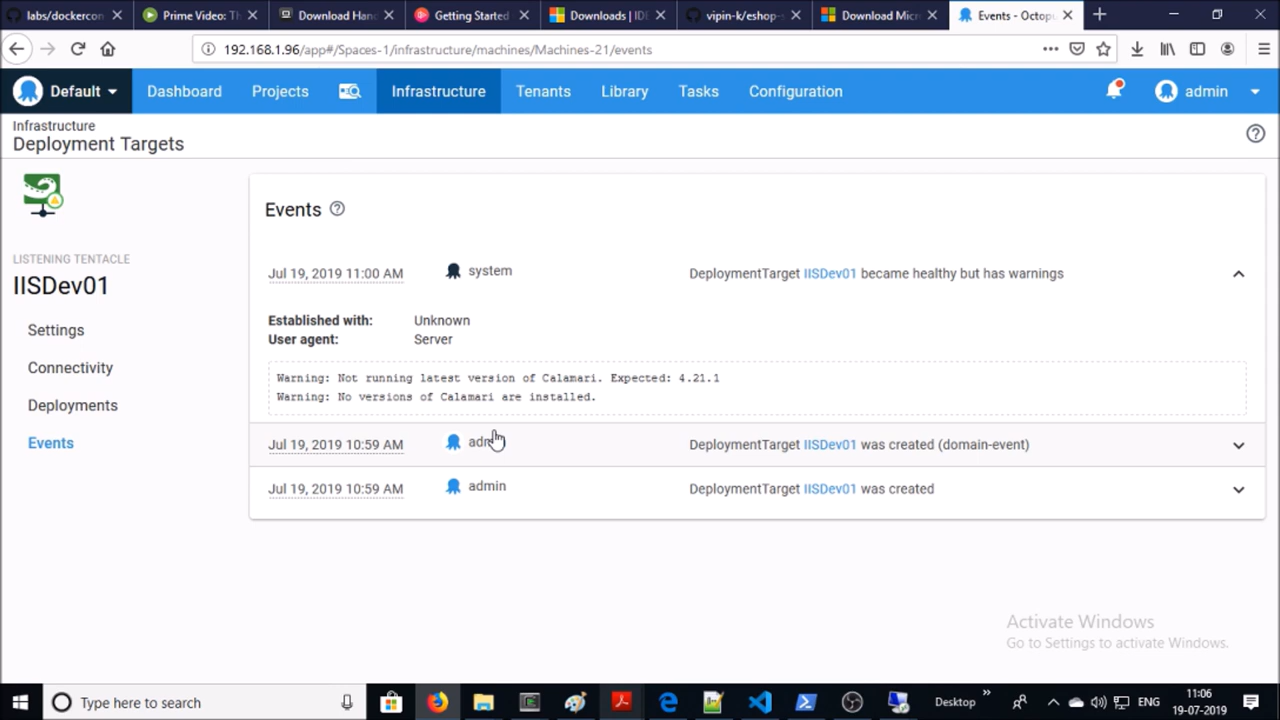 labs/dockercon
Prime Video: Th
Download Han
Getting Started
Downloads | IDE
vipin-k/eshop-s
Download Micr
Events - Octopu
192.168.1.96/app#/Spaces-1/infrastructure/machines/Machines-21/events
Default
Dashboard
Projects
Infrastructure
Tenants
Library
Tasks
Configuration
admin
Infrastructure
Deployment Targets
LISTENING TENTACLE
IISDev01
Settings
Connectivity
Deployments
Events
Events
Jul 19, 2019 11:00 AM
system
DeploymentTarget IISDev01 became healthy but has warnings
Established with: Unknown
User agent: Server
Warning: Not running latest version of Calamari. Expected: 4.21.1
Warning: No versions of Calamari are installed.
Jul 19, 2019 10:59 AM
admin
DeploymentTarget IISDev01 was created (domain-event)
Jul 19, 2019 10:59 AM
admin
DeploymentTarget IISDev01 was created
Activate Windows
Go to Settings to activate Windows.
Type here to search
Desktop
ENG
11:06
19-07-2019